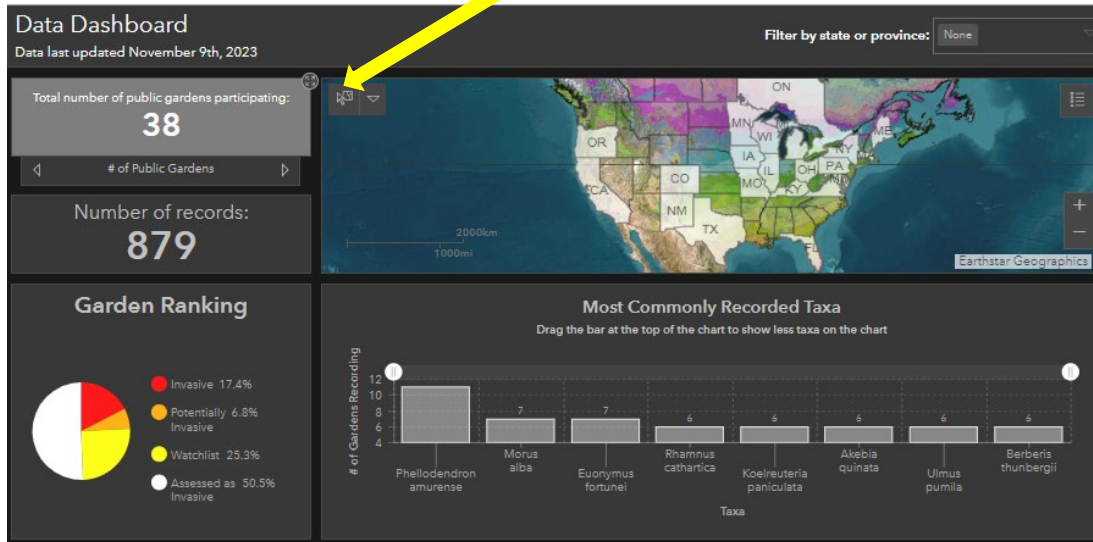 Data Dashboard
Data last updated November 9th, 2023
Filter by state or province: None
Total number of public gardens participating:
38
# of Public Gardens
Number of records:
879
ON
MN
WI
ME
OR
IA
NY
IL
OH
PA
CA
CO
MO
KY
NM
TX
FL
2000km
1000mi
+
−
Earthstar Geographics
Garden Ranking
Invasive 17.4%
Potentially 6.8%
Invasive
Watchlist 25.3%
Assessed as 50.5%
Invasive
Most Commonly Recorded Taxa
Drag the bar at the top of the chart to show less taxa on the chart
# of Gardens Recording
12
10
8
6
4
7
7
6
6
6
6
6
Phellodendron
amurense
Morus
alba
Euonymus
fortunei
Rhamnus
cathartica
Koelreuteria
paniculata
Akebia
quinata
Ulmus
pumila
Berberis
thunbergii
Taxa